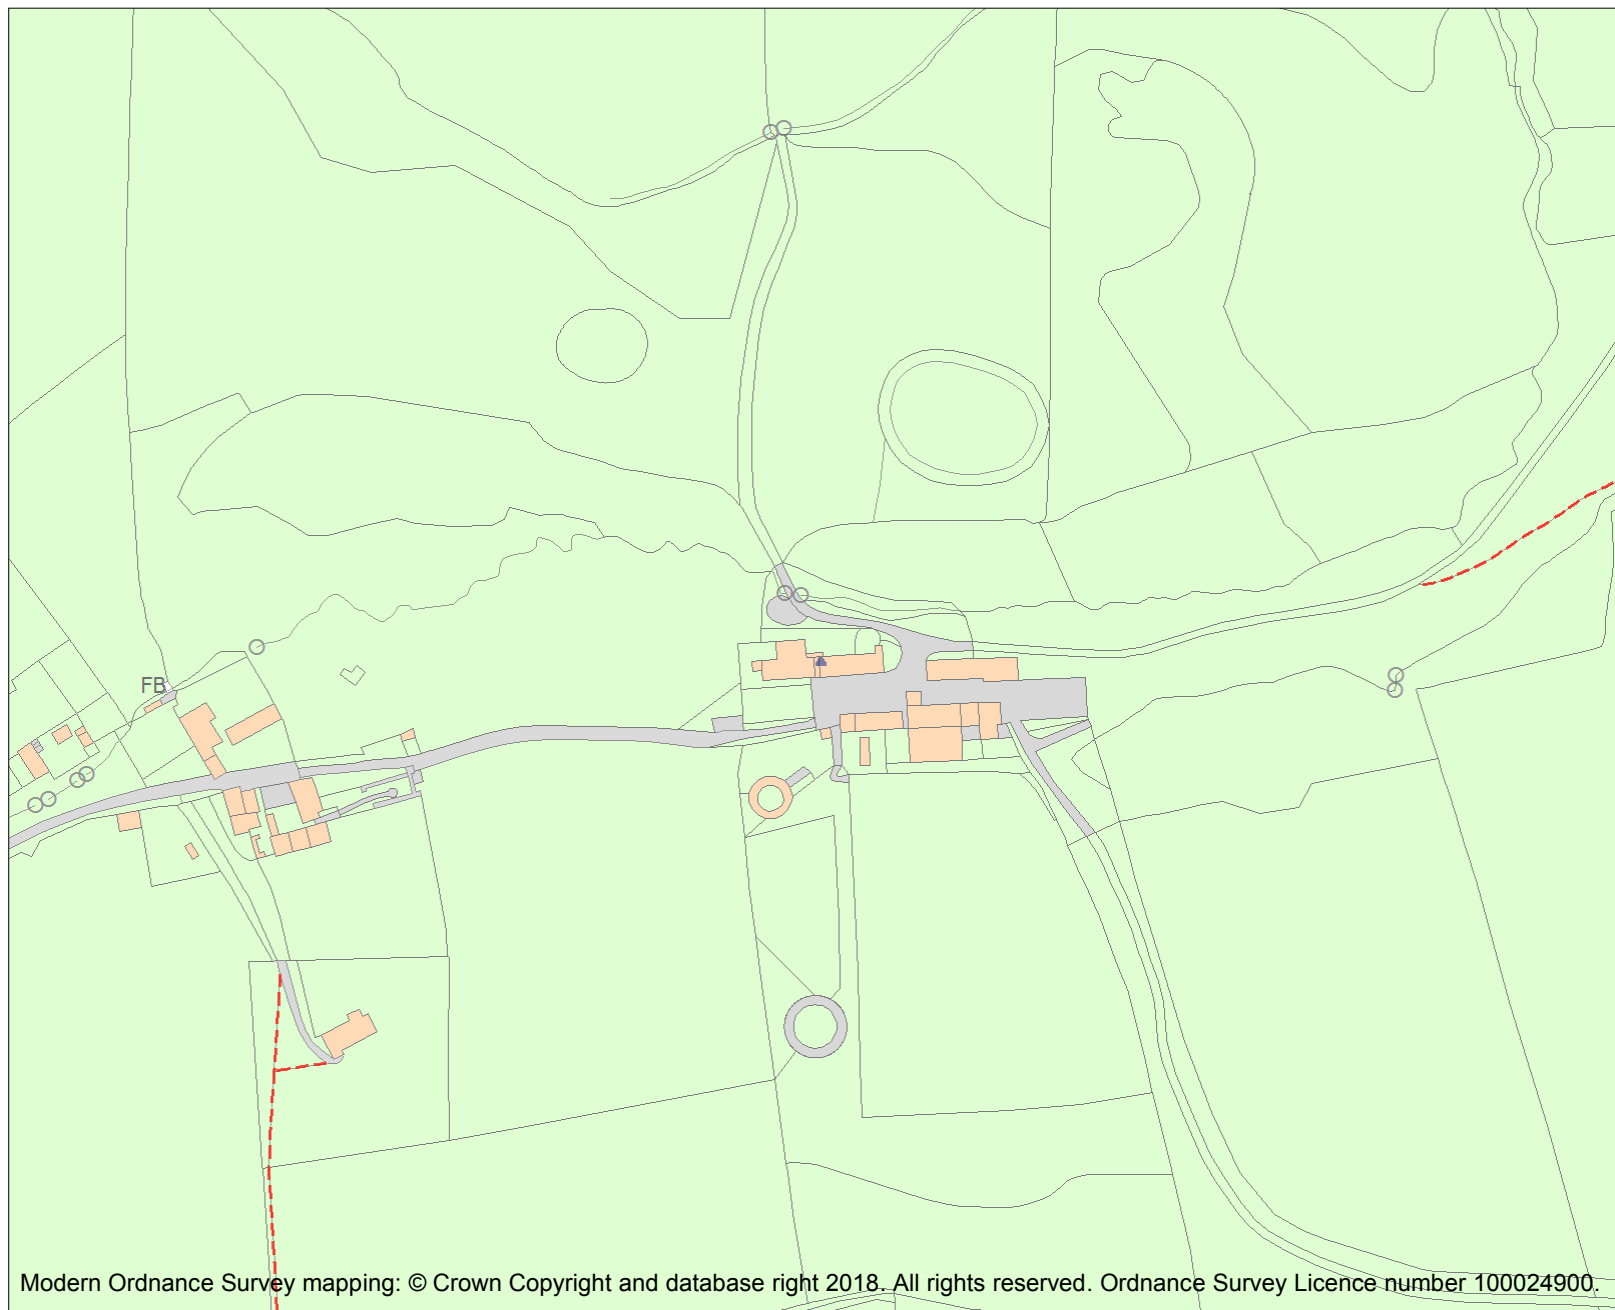 FB
Modern Ordnance Survey mapping: © Crown Copyright and database right 2018. All rights reserved. Ordnance Survey Licence number 100024900.